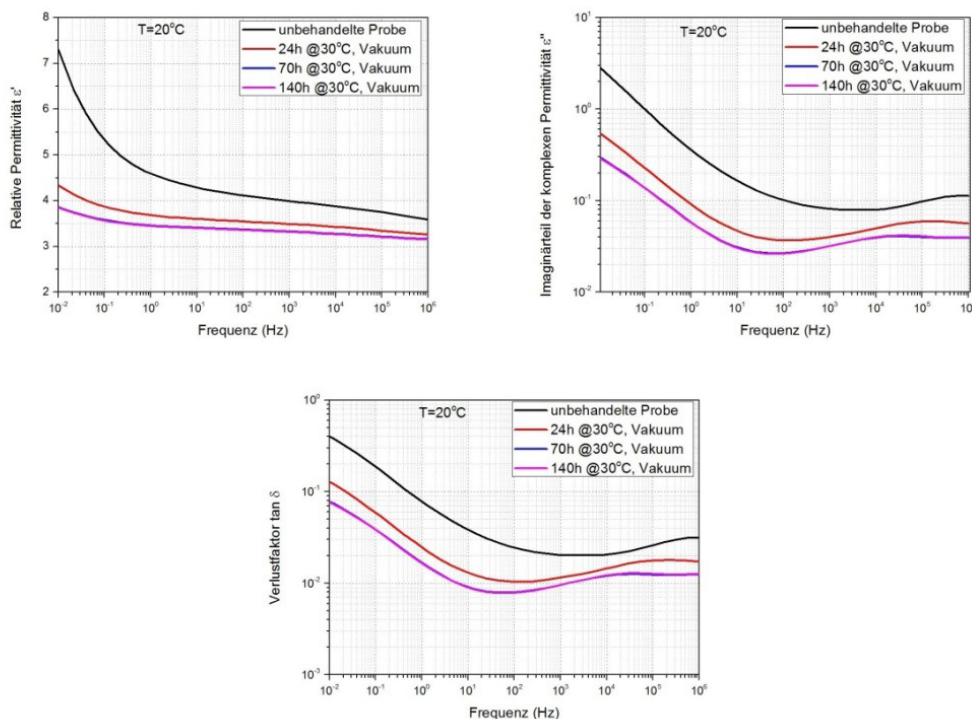 T=20°C
unbehandelte Probe
24h @30°C, Vakuum
70h @30°C, Vakuum
140h @30°C, Vakuum
Relative Permittivität ε'
8
7
6
5
4
3
2
10⁻² 10⁻¹ 10⁰ 10¹ 10² 10³ 10⁴ 10⁵ 10⁶
Frequenz (Hz)
T=20°C
unbehandelte Probe
24h @30°C, Vakuum
70h @30°C, Vakuum
140h @30°C, Vakuum
Imaginärteil der komplexen Permittivität ε"
10¹
10⁰
10⁻¹
10⁻²
10⁻¹ 10⁰ 10¹ 10² 10³ 10⁴ 10⁵ 10⁶
Frequenz (Hz)
T=20°C
unbehandelte Probe
24h @30°C, Vakuum
70h @30°C, Vakuum
140h @30°C, Vakuum
Verlustfaktor tan δ
10⁰
10⁻¹
10⁻²
10⁻³
10⁻² 10⁻¹ 10⁰ 10¹ 10² 10³ 10⁴ 10⁵ 10⁶
Frequenz (Hz)